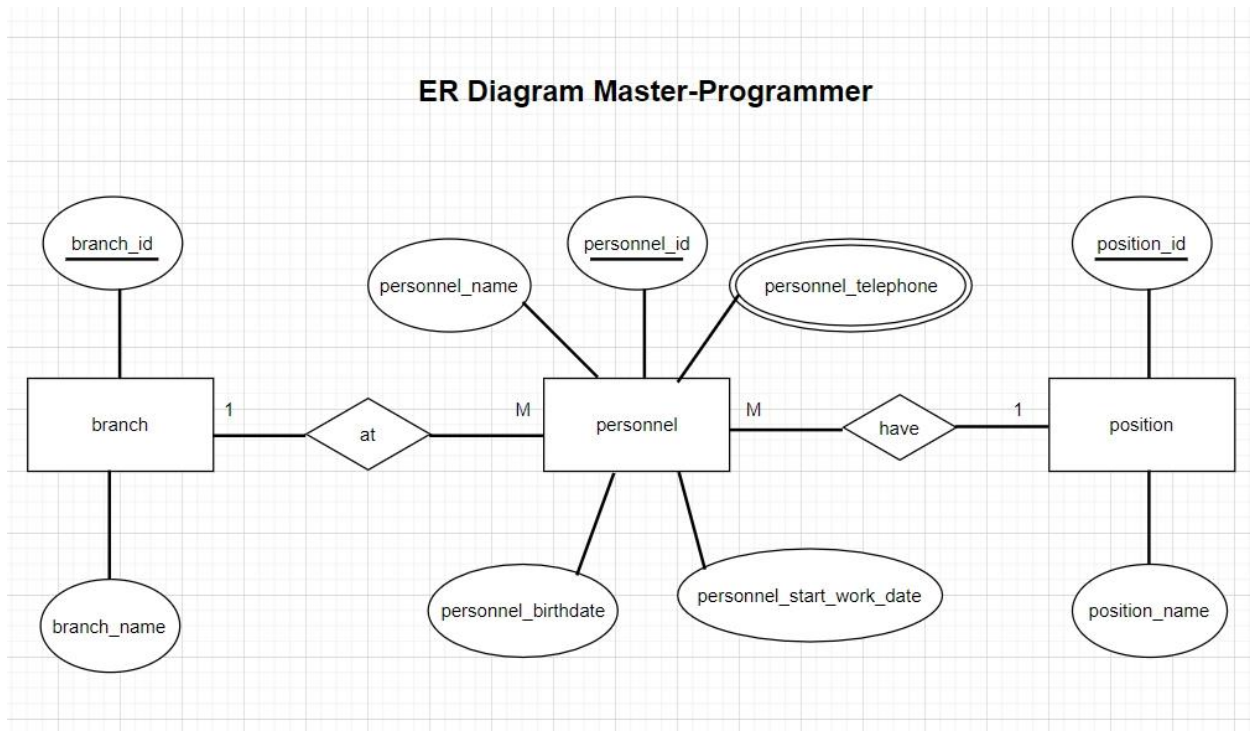 ER Diagram Master-Programmer
branch_id
personnel_name
personnel_id
personnel_telephone
position_id
branch
1
at
M
personnel
M
have
1
position
branch_name
personnel_birthdate
personnel_start_work_date
position_name